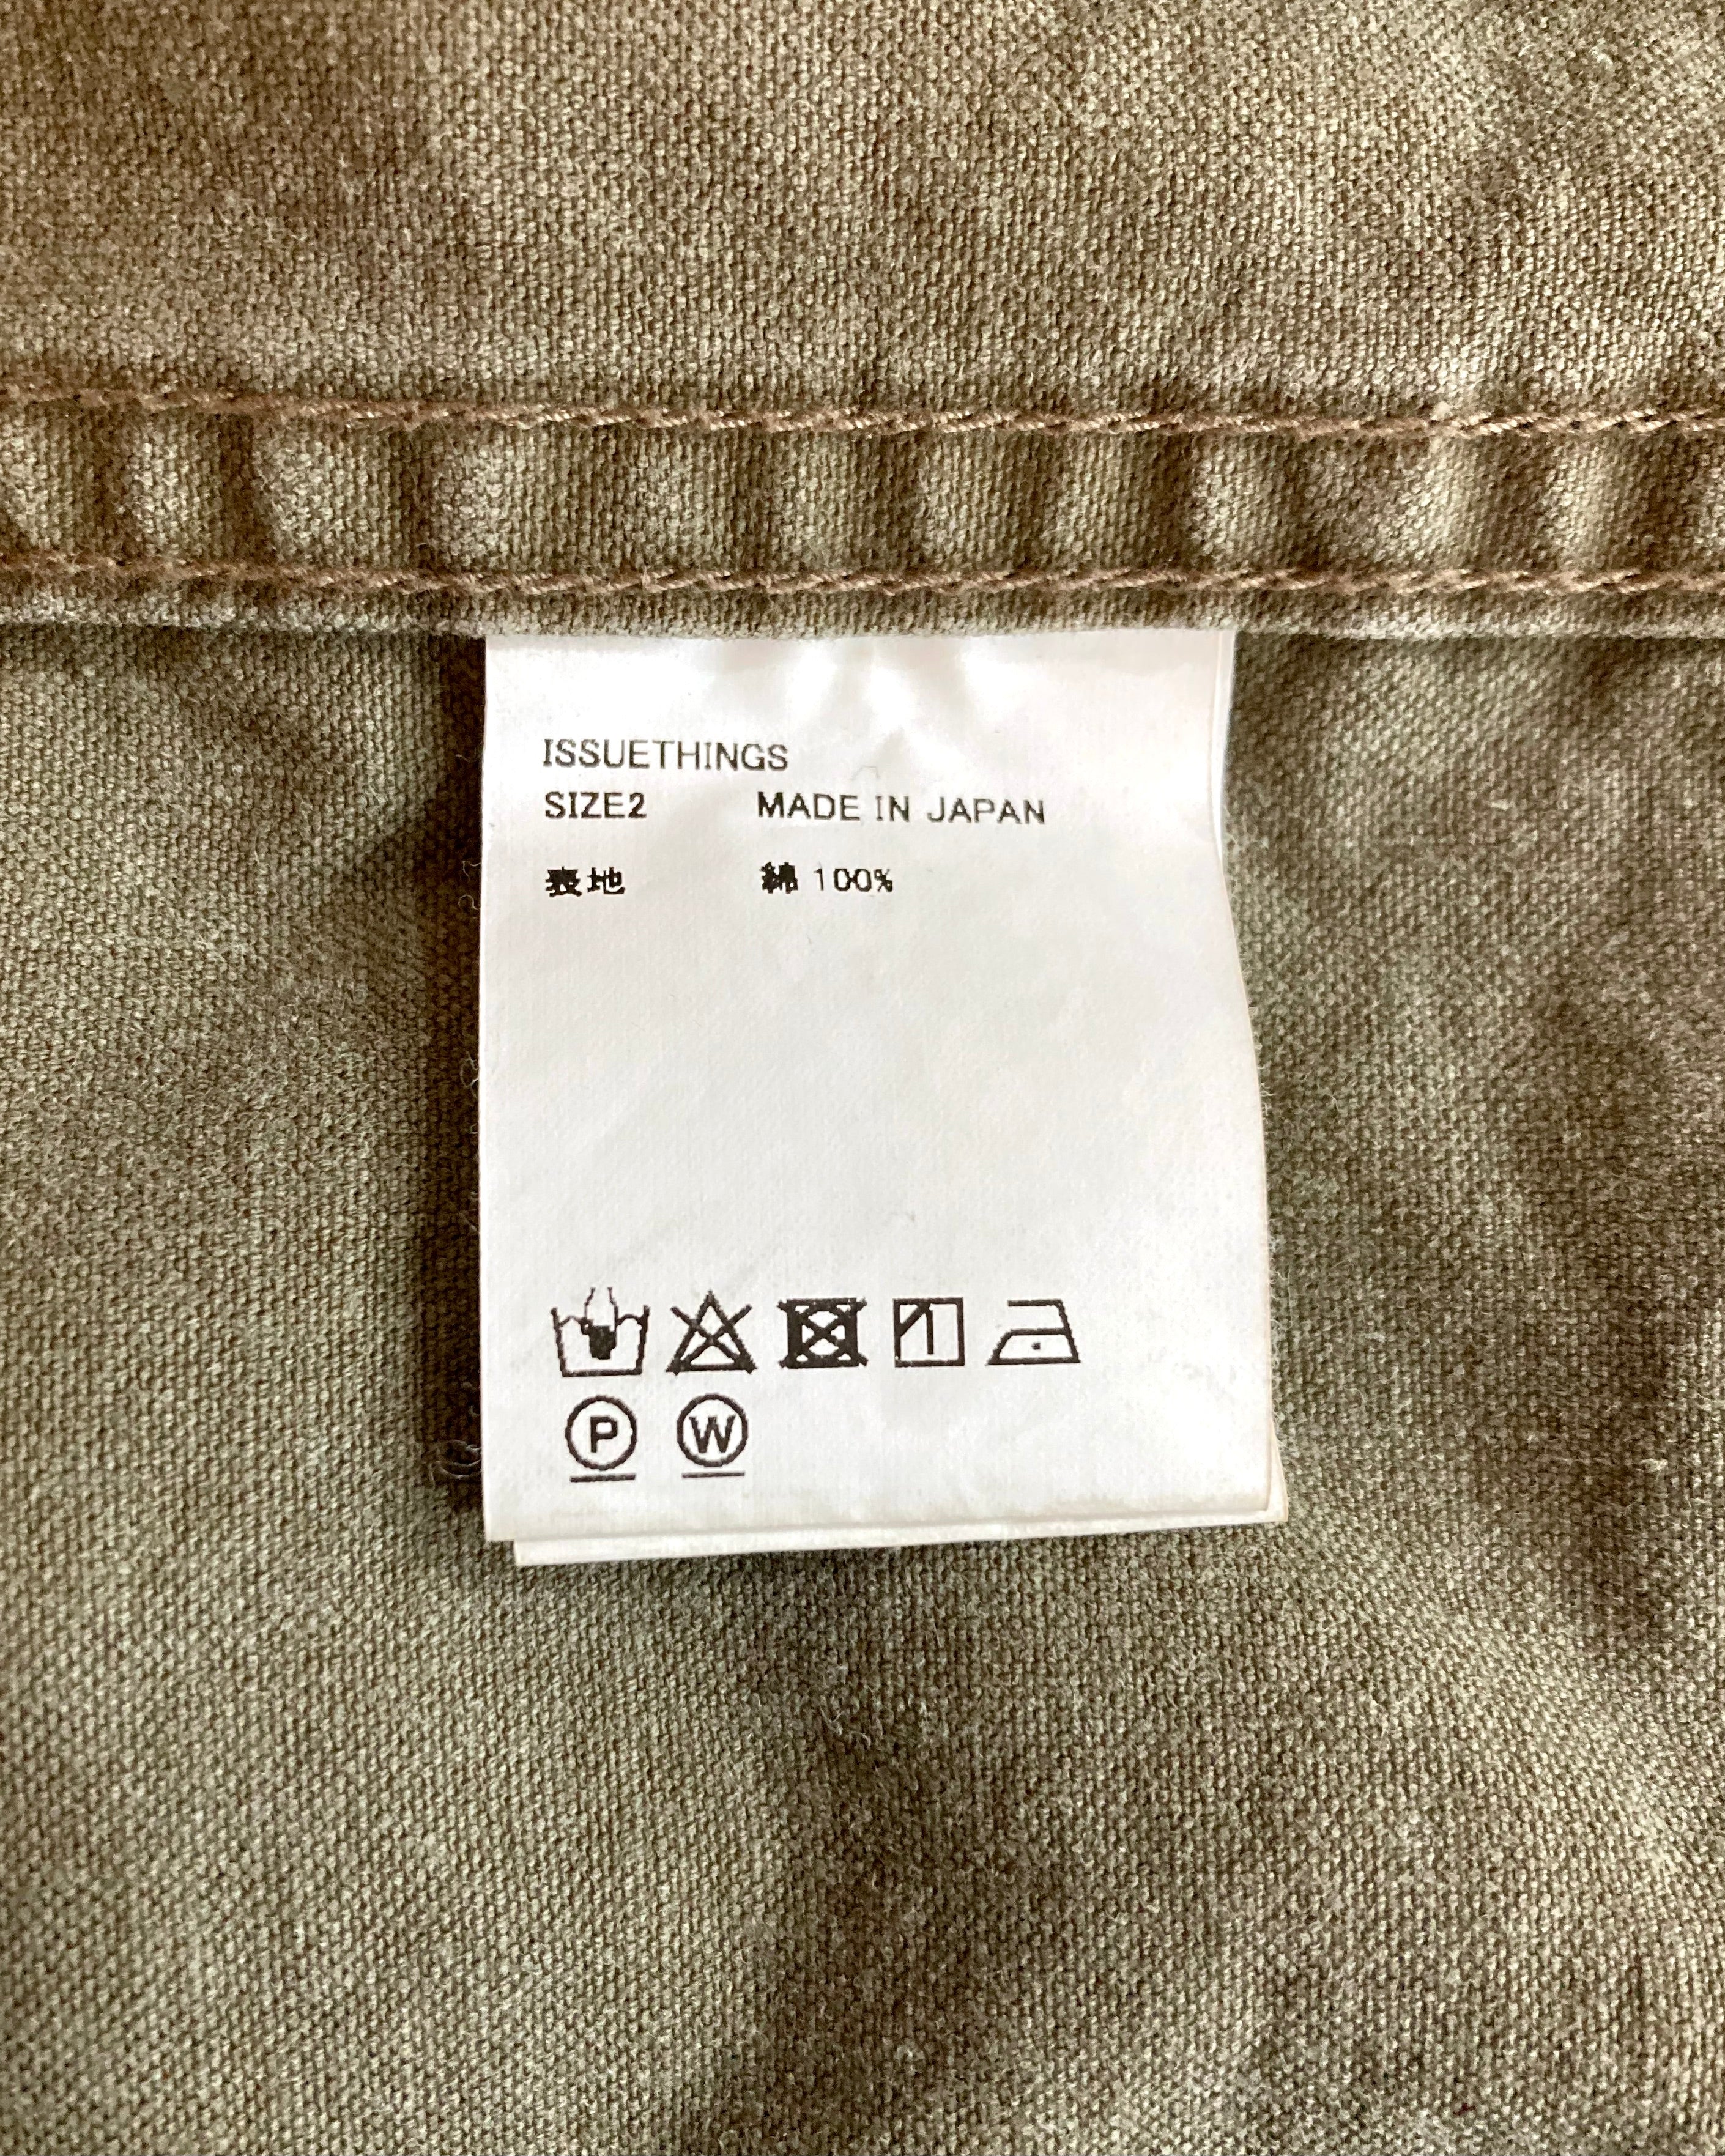 ISSUETHINGS
SIZE2 MADE IN JAPAN
表地 綿 100%
P W